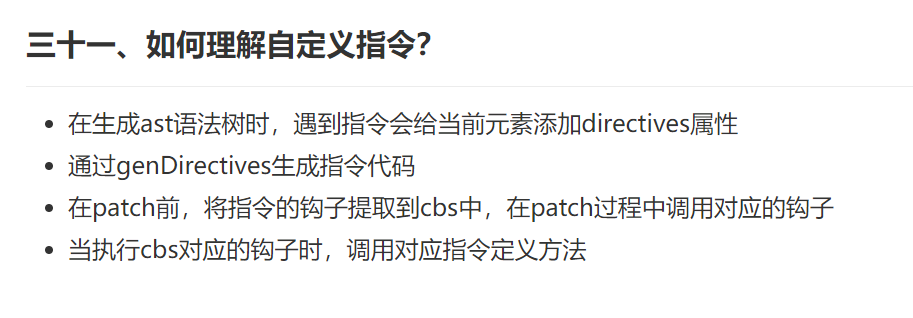 三十一、如何理解自定义指令？
在生成ast语法树时，遇到指令会给当前元素添加directives属性
通过genDirectives生成指令代码
在patch前，将指令的钩子提取到cbs中，在patch过程中调用对应的钩子
当执行cbs对应的钩子时，调用对应指令定义方法